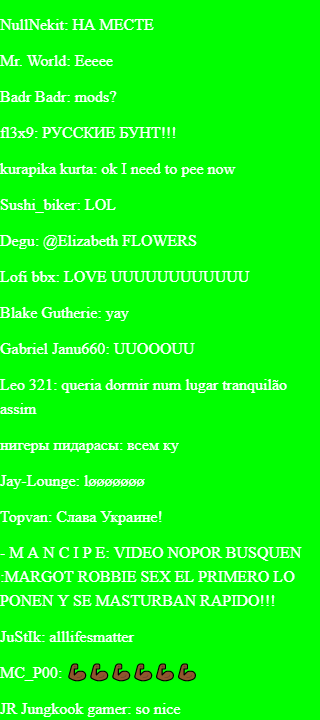 NullNekit: НА МЕСТЕ
Mr. World: Eeeee
Badr Badr: mods?
fl3x9: РУССКИЕ БУНТ!!!
kurapika kurta: ok I need to pee now
Sushi_biker: LOL
Degu: @Elizabeth FLOWERS
Lofi bbx: LOVE UUUUUUUUUUUU
Blake Gutherie: yay
Gabriel Janu660: UUOOOUU
Leo 321: queria dormir num lugar tranquilão
assim
нигеры пидарасы: всем ку
Jay-Lounge: løøøøøøø
Topvan: Слава Украине!
- M A N C I P E: VIDEO NOPOR BUSQUEN
:MARGOT ROBBIE SEX EL PRIMERO LO
PONEN Y SE MASTURBAN RAPIDO!!!
JuStIk: alllifesmatter
MC_P00: 💪🏿💪🏿💪🏿💪🏿💪🏿💪🏿
JR Jungkook gamer: so nice